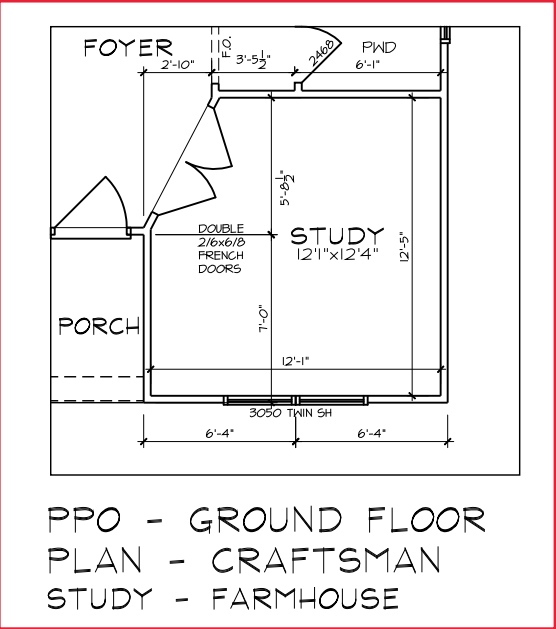 FOYER
F.O.
2468
PWD
2'-10"
3'-5½"
6'-1"
5'-8½"
DOUBLE
2/6x6/8
FRENCH
DOORS
STUDY
12'1"x12'4"
12'-5"
7'-0"
PORCH
12'-1"
3050 TWIN SH
6'-4"
6'-4"
PPO - GROUND FLOOR
PLAN - CRAFTSMAN
STUDY - FARMHOUSE